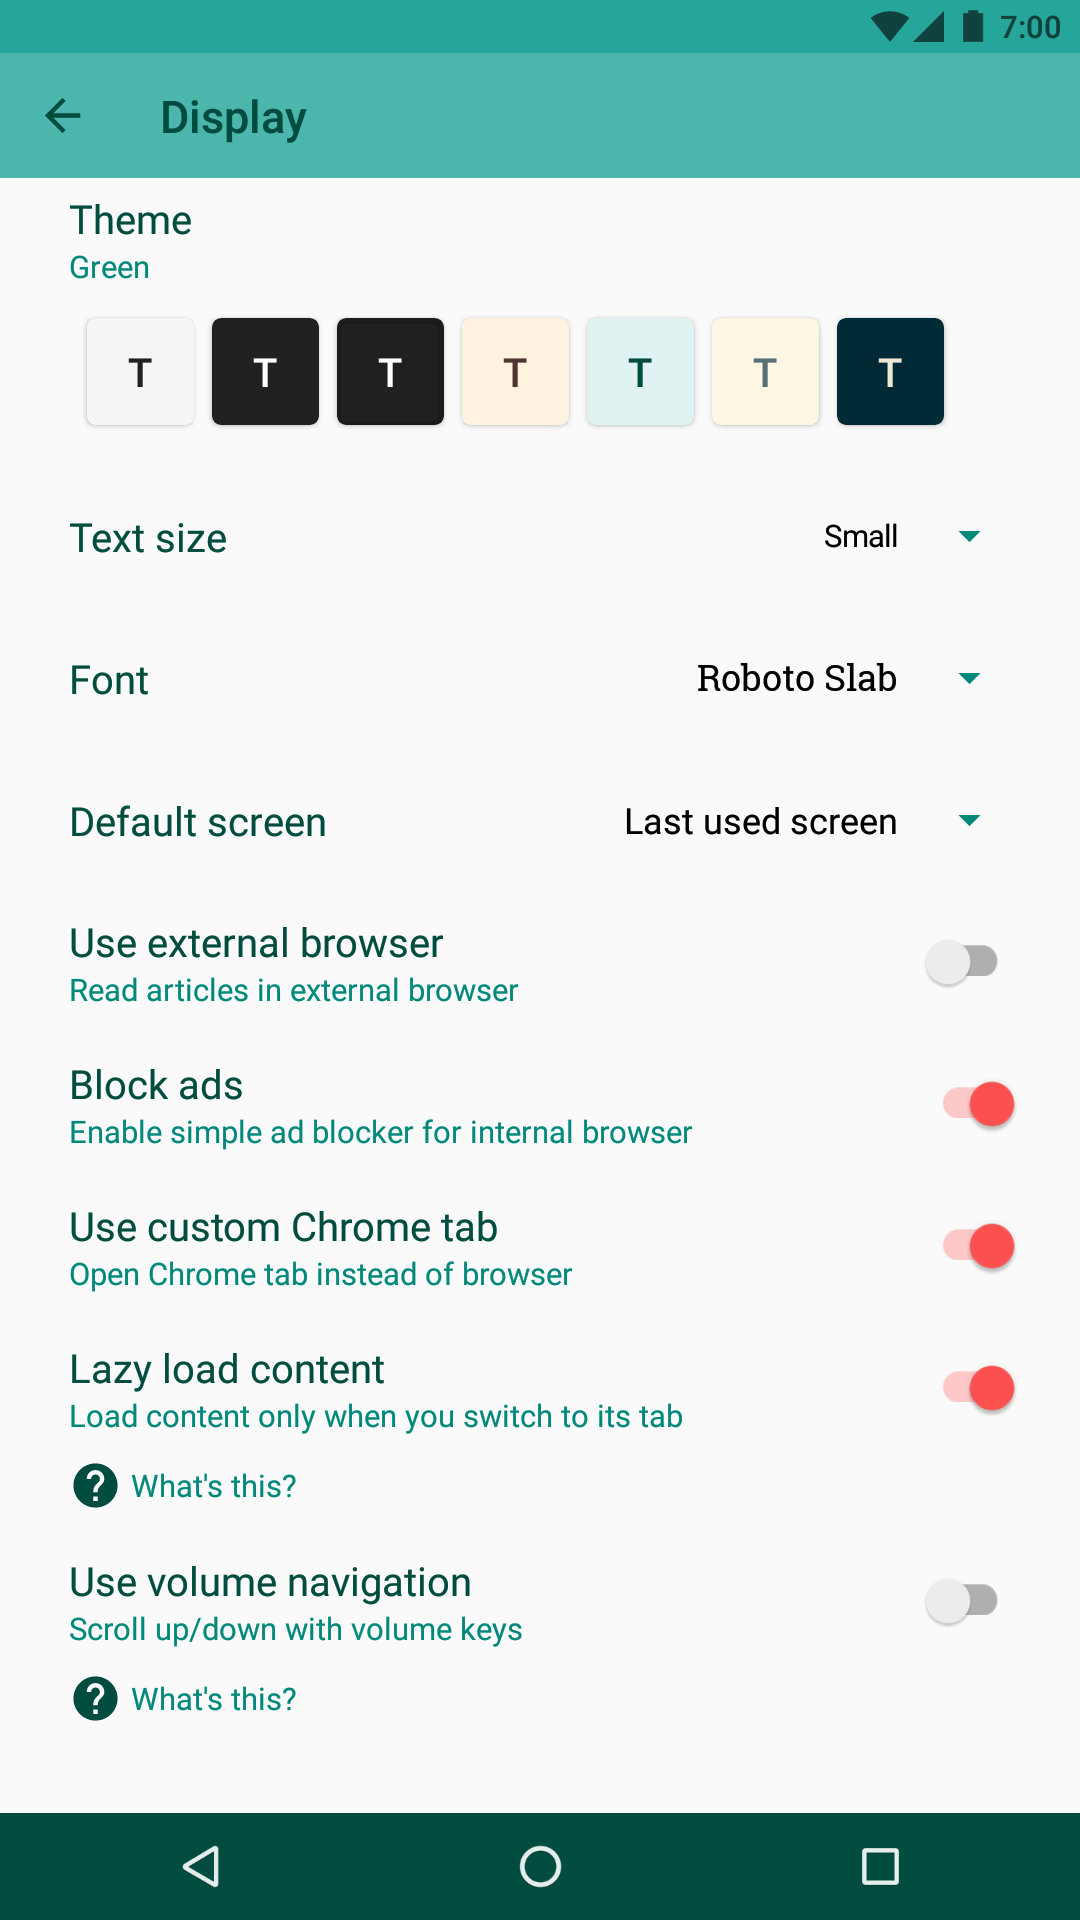 7:00
Display
Theme
Green
T T T T T T T
Text size Small
Font Roboto Slab
Default screen Last used screen
Use external browser
Read articles in external browser
Block ads
Enable simple ad blocker for internal browser
Use custom Chrome tab
Open Chrome tab instead of browser
Lazy load content
Load content only when you switch to its tab
? What's this?
Use volume navigation
Scroll up/down with volume keys
? What's this?